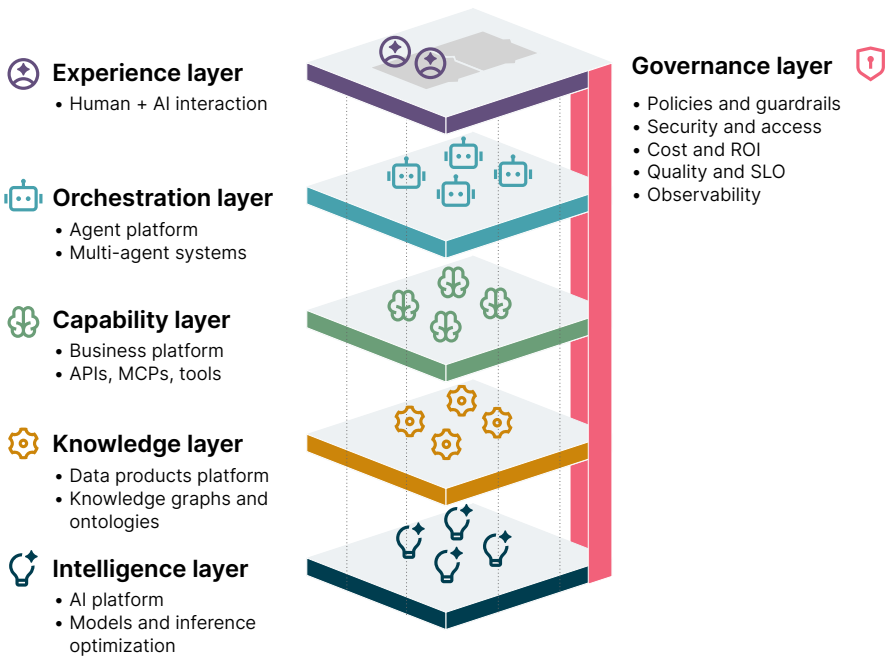 Experience layer
• Human + AI interaction
Orchestration layer
• Agent platform
• Multi-agent systems
Capability layer
• Business platform
• APIs, MCPs, tools
Knowledge layer
• Data products platform
• Knowledge graphs and
ontologies
Intelligence layer
• AI platform
• Models and inference
optimization
Governance layer
• Policies and guardrails
• Security and access
• Cost and ROI
• Quality and SLO
• Observability